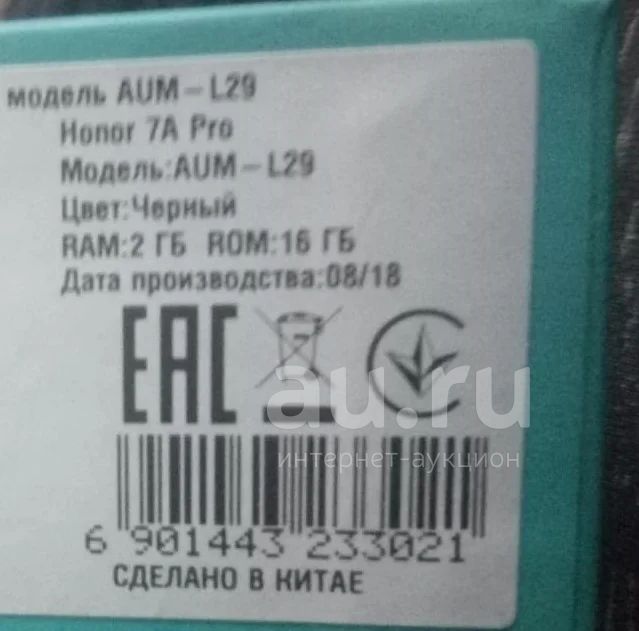 модель AUM-L29
Honor 7A Pro
Модель:AUM-L29
Цвет:Черный
RAM:2 ГБ ROM:16 ГБ
Дата производства:08/18
EAC
au.ru
интернет-аукцион
6 901443 233021
СДЕЛАНО В КИТАЕ